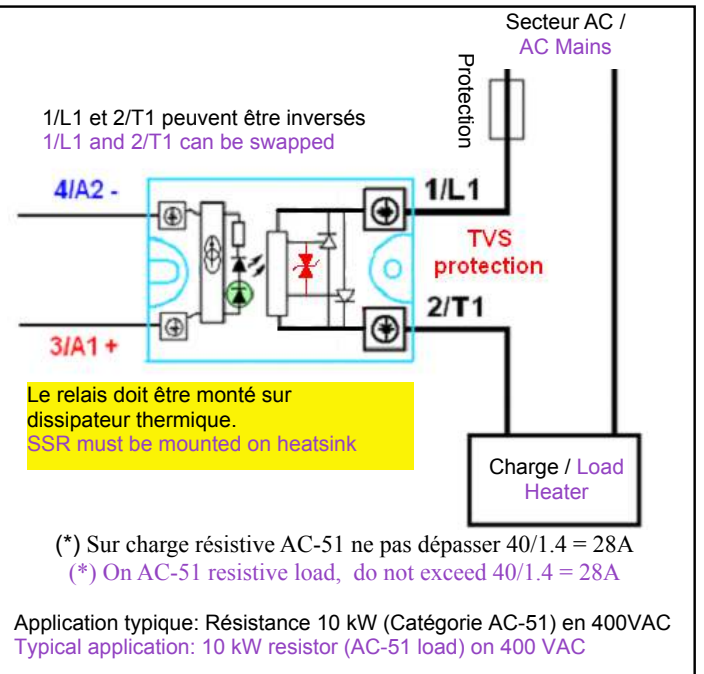 Secteur AC /
AC Mains
Protection
1/L1 et 2/T1 peuvent être inversés
1/L1 and 2/T1 can be swapped
4/A2 -
1/L1
TVS
protection
2/T1
3/A1 +
Le relais doit être monté sur
dissipateur thermique.
SSR must be mounted on heatsink
Charge / Load
Heater
(*) Sur charge résistive AC-51 ne pas dépasser 40/1.4 = 28A
(*) On AC-51 resistive load, do not exceed 40/1.4 = 28A
Application typique: Résistance 10 kW (Catégorie AC-51) en 400VAC
Typical application: 10 kW resistor (AC-51 load) on 400 VAC